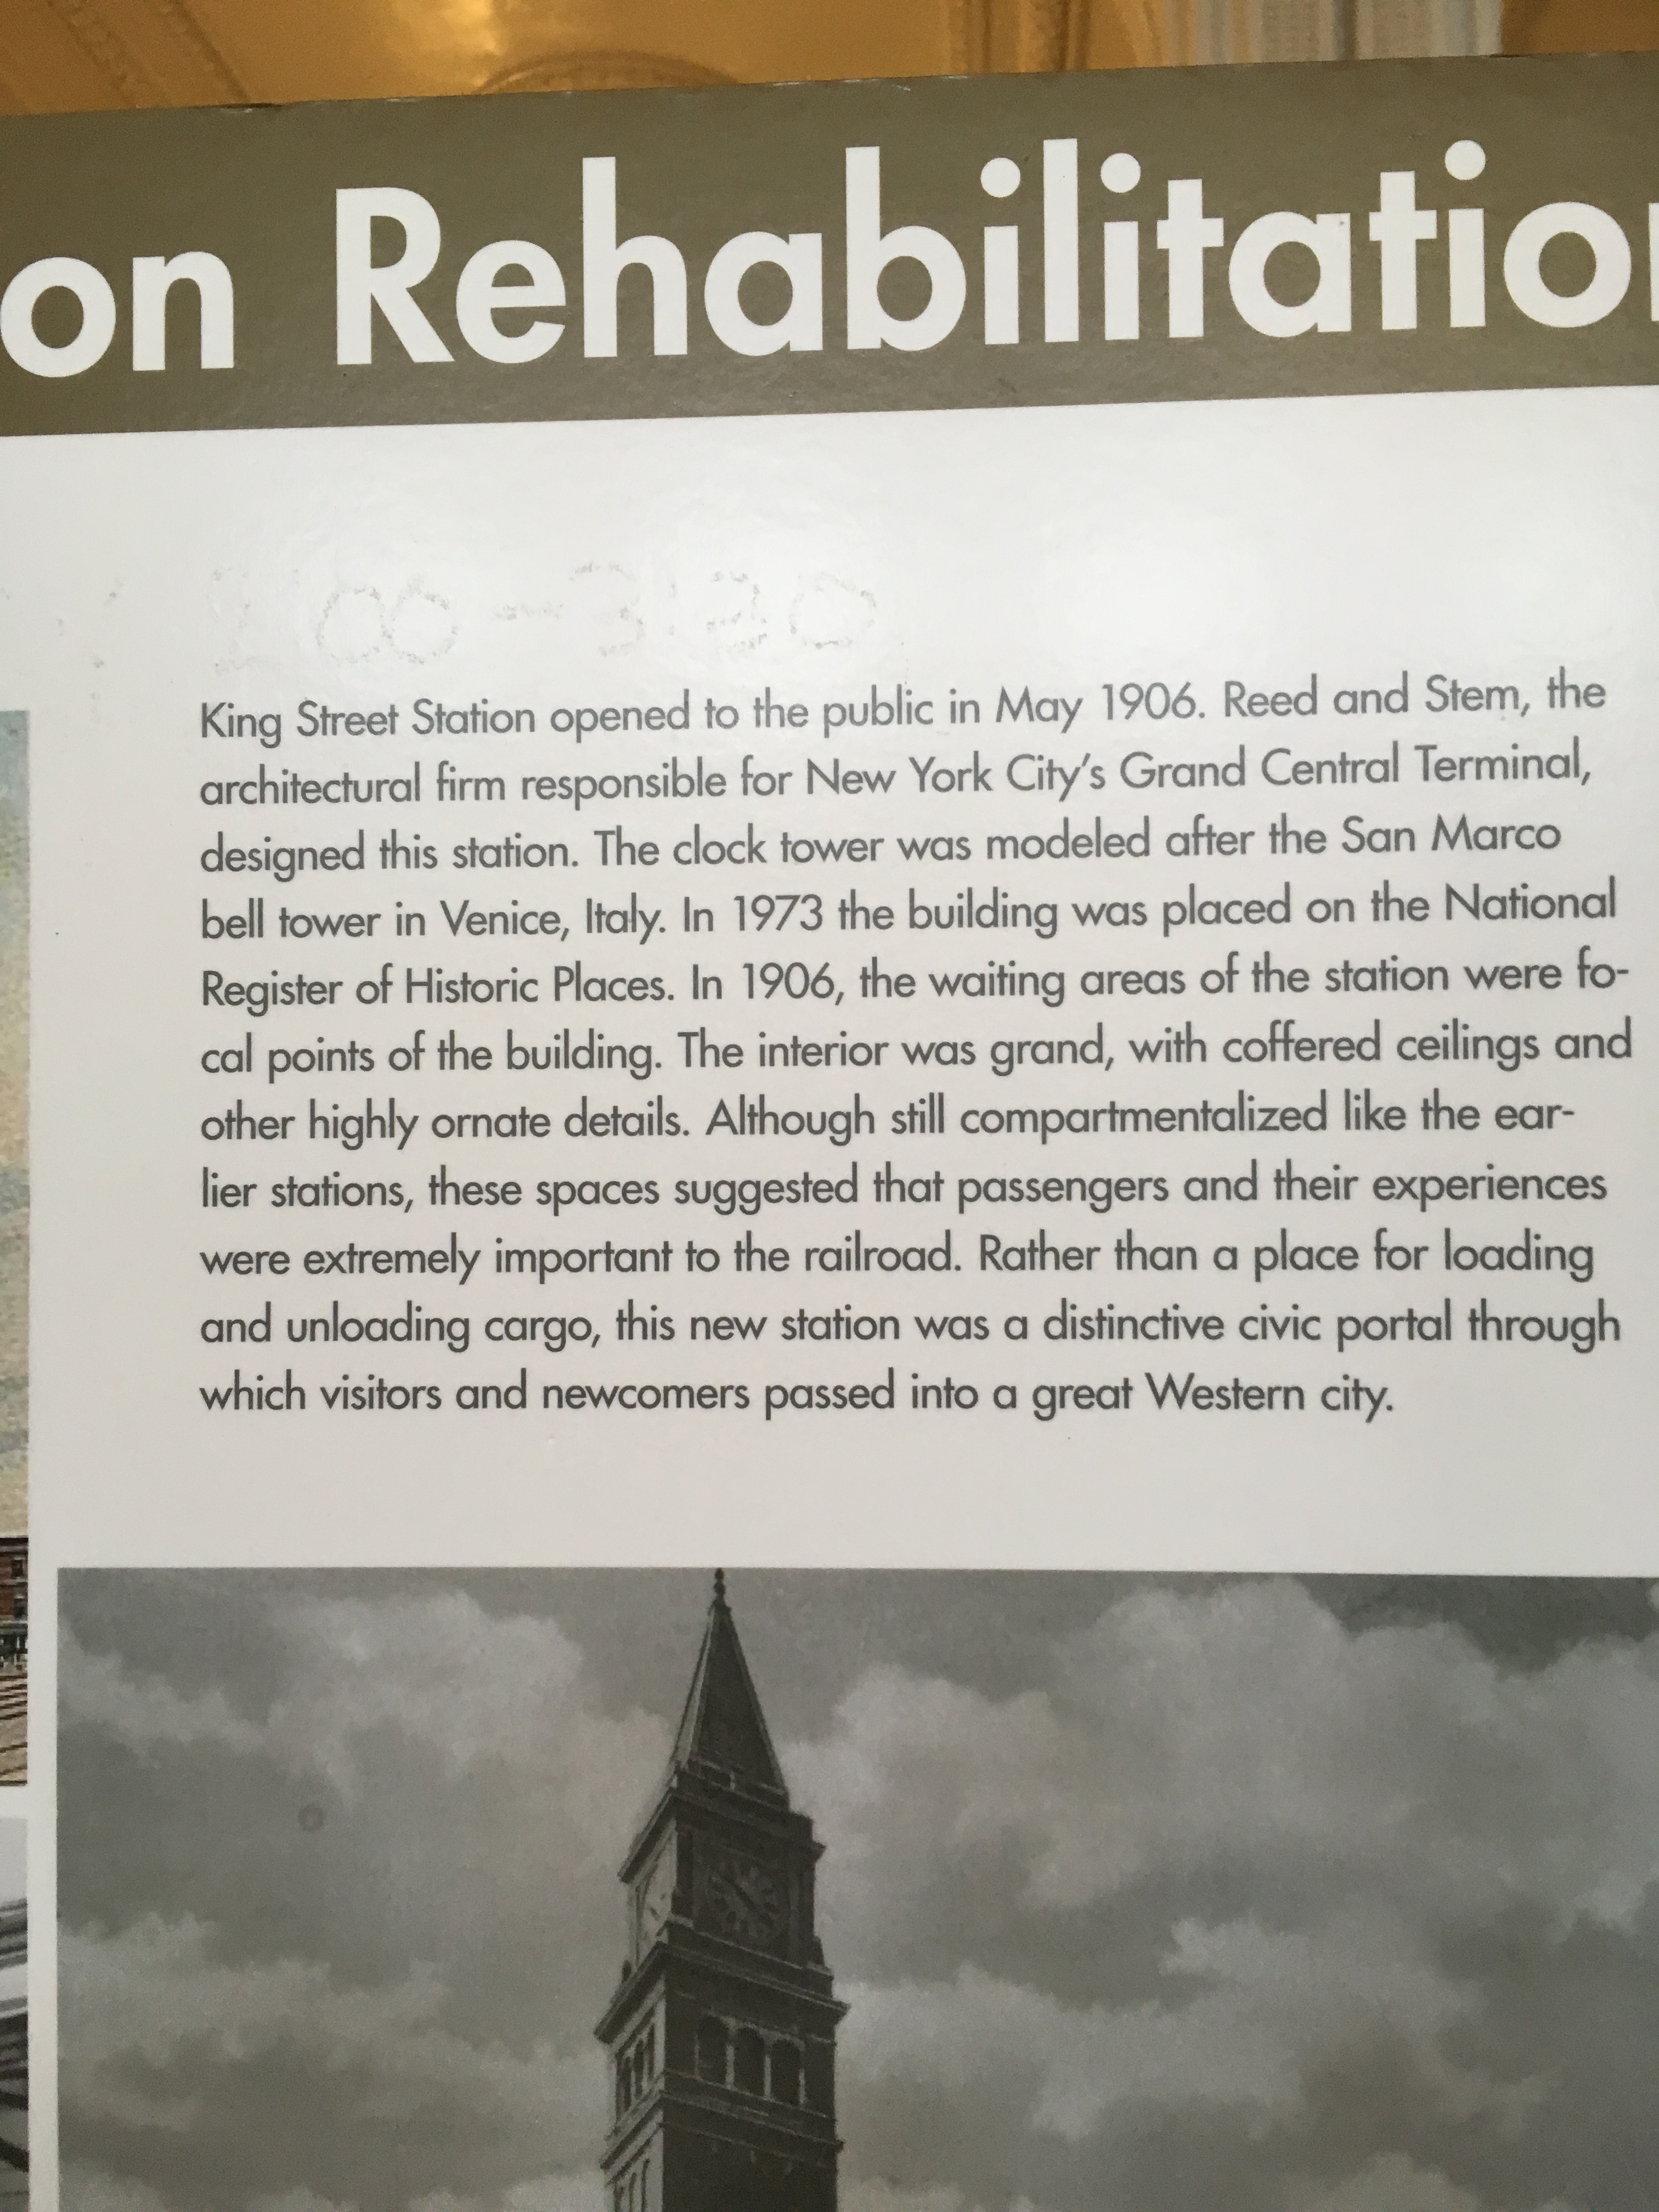 on Rehabilitation
King Street Station opened to the public in May 1906. Reed and Stem, the
architectural firm responsible for New York City's Grand Central Terminal,
designed this station. The clock tower was modeled after the San Marco
bell tower in Venice, Italy. In 1973 the building was placed on the National
Register of Historic Places. In 1906, the waiting areas of the station were fo-
cal points of the building. The interior was grand, with coffered ceilings and
other highly ornate details. Although still compartmentalized like the ear-
lier stations, these spaces suggested that passengers and their experiences
were extremely important to the railroad. Rather than a place for loading
and unloading cargo, this new station was a distinctive civic portal through
which visitors and newcomers passed into a great Western city.